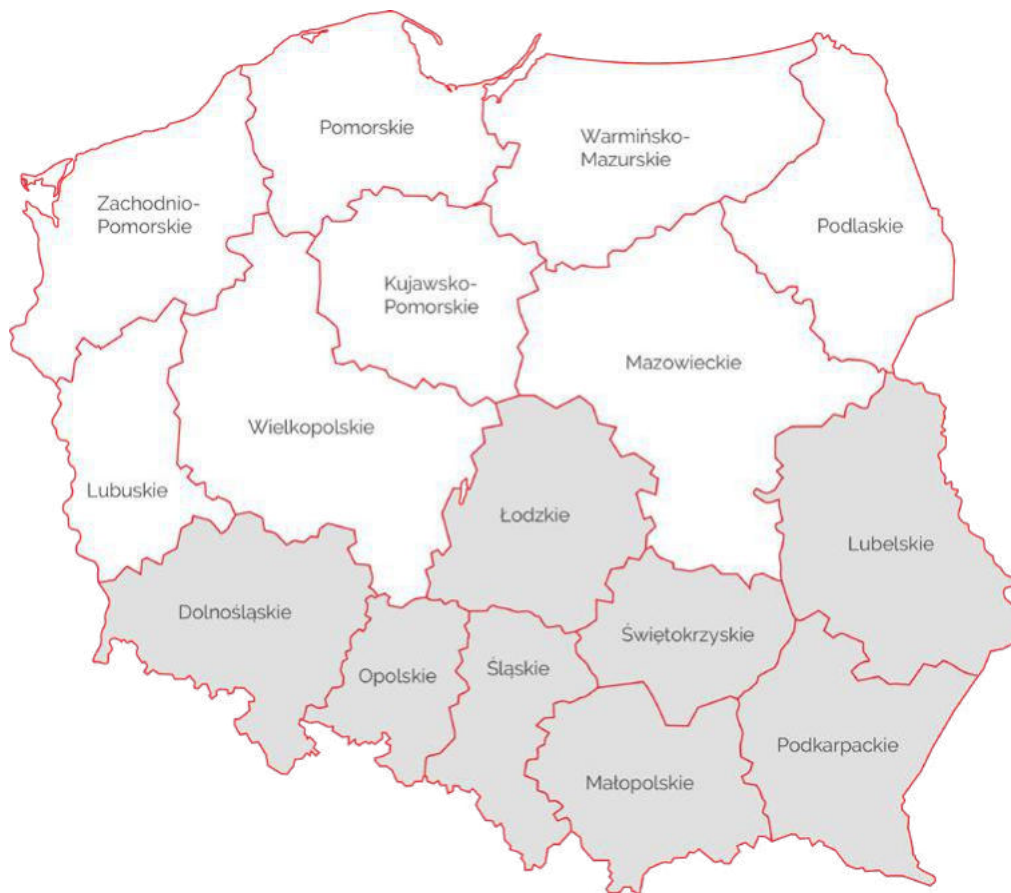 Pomorskie
Warmińsko-
Mazurskie
Zachodnio-
Pomorskie
Podlaskie
Kujawsko-
Pomorskie
Mazowieckie
Wielkopolskie
Lubuskie
Łodzkie
Lubelskie
Dolnośląskie
Świętokrzyskie
Opolskie
Śląskie
Podkarpackie
Małopolskie